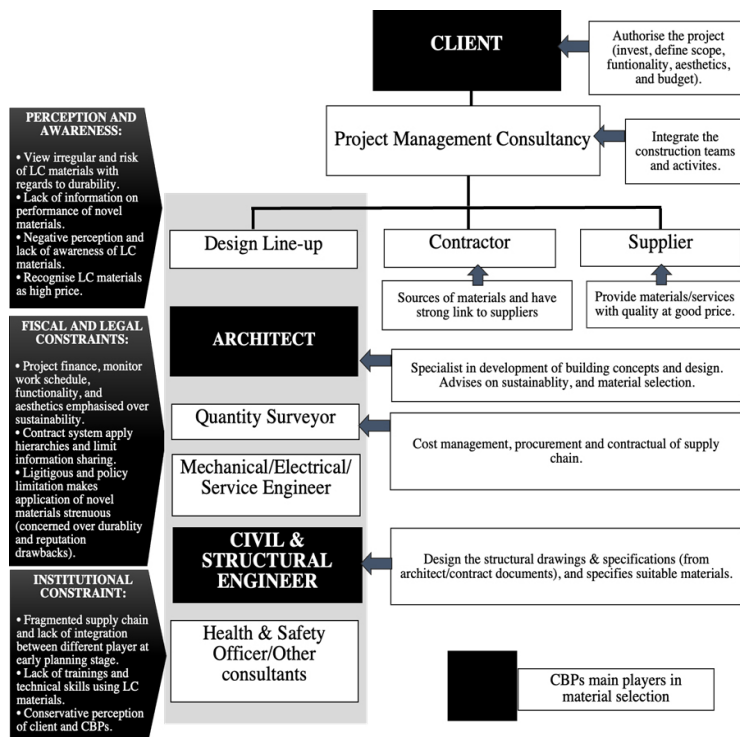 CLIENT
Authorise the project
(invest, define scope,
funtionality, aesthetics,
and budget).
Project Management Consultancy
Integrate the
construction teams
and activites.
PERCEPTION AND
AWARENESS:
• View irregular and risk
of LC materials with
regards to durability.
• Lack of information on
performance of novel
materials.
• Negative perception and
lack of awareness of LC
materials.
• Recognise LC materials
as high price.
Design Line-up
Contractor
Supplier
Sources of materials and have
strong link to suppliers
Provide materials/services
with quality at good price.
FISCAL AND LEGAL
CONSTRAINTS:
• Project finance, monitor
work schedule,
functionality, and
aesthetics emphasised over
sustainability.
• Contract system apply
hierarchies and limit
information sharing.
• Ligitigous and policy
limitation makes
application of novel
materials strenuous
(concerned over durablity
and reputation
drawbacks).
ARCHITECT
Specialist in development of building concepts and design.
Advises on sustainablity, and material selection.
Quantity Surveyor
Cost management, procurement and contractual of supply
chain.
Mechanical/Electrical/
Service Engineer
CIVIL &
STRUCTURAL
ENGINEER
Design the structural drawings & specifications (from
architect/contract documents), and specifies suitable materials.
INSTITUTIONAL
CONSTRAINT:
• Fragmented supply chain
and lack of integration
between different player at
early planning stage.
• Lack of trainings and
technical skills using LC
materials.
• Conservative perception
of client and CBPs.
Health & Safety
Officer/Other
consultants
CBPs main players in
material selection